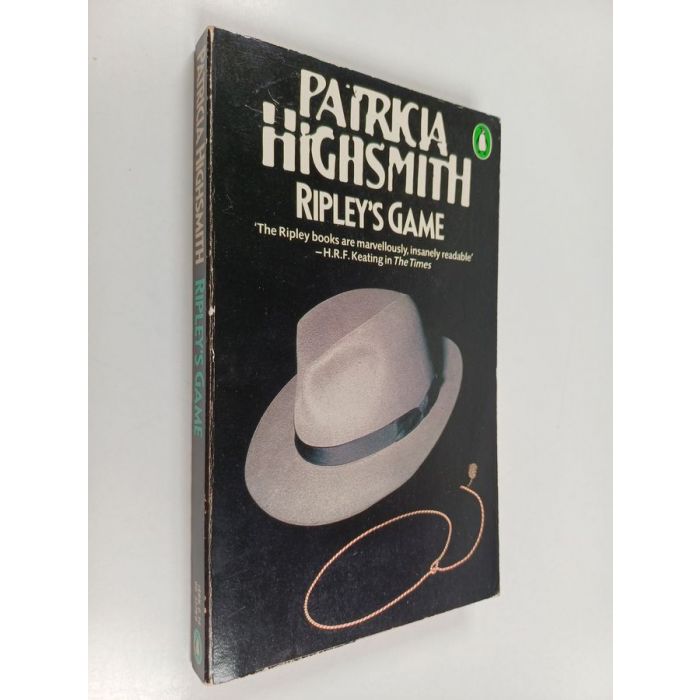 PATRICIA
HIGHSMITH
RIPLEY'S GAME
'The Ripley books are marvellously, insanely readable'
—H.R.F. Keating in The Times
PATRICIA HIGHSMITH RIPLEY'S GAME